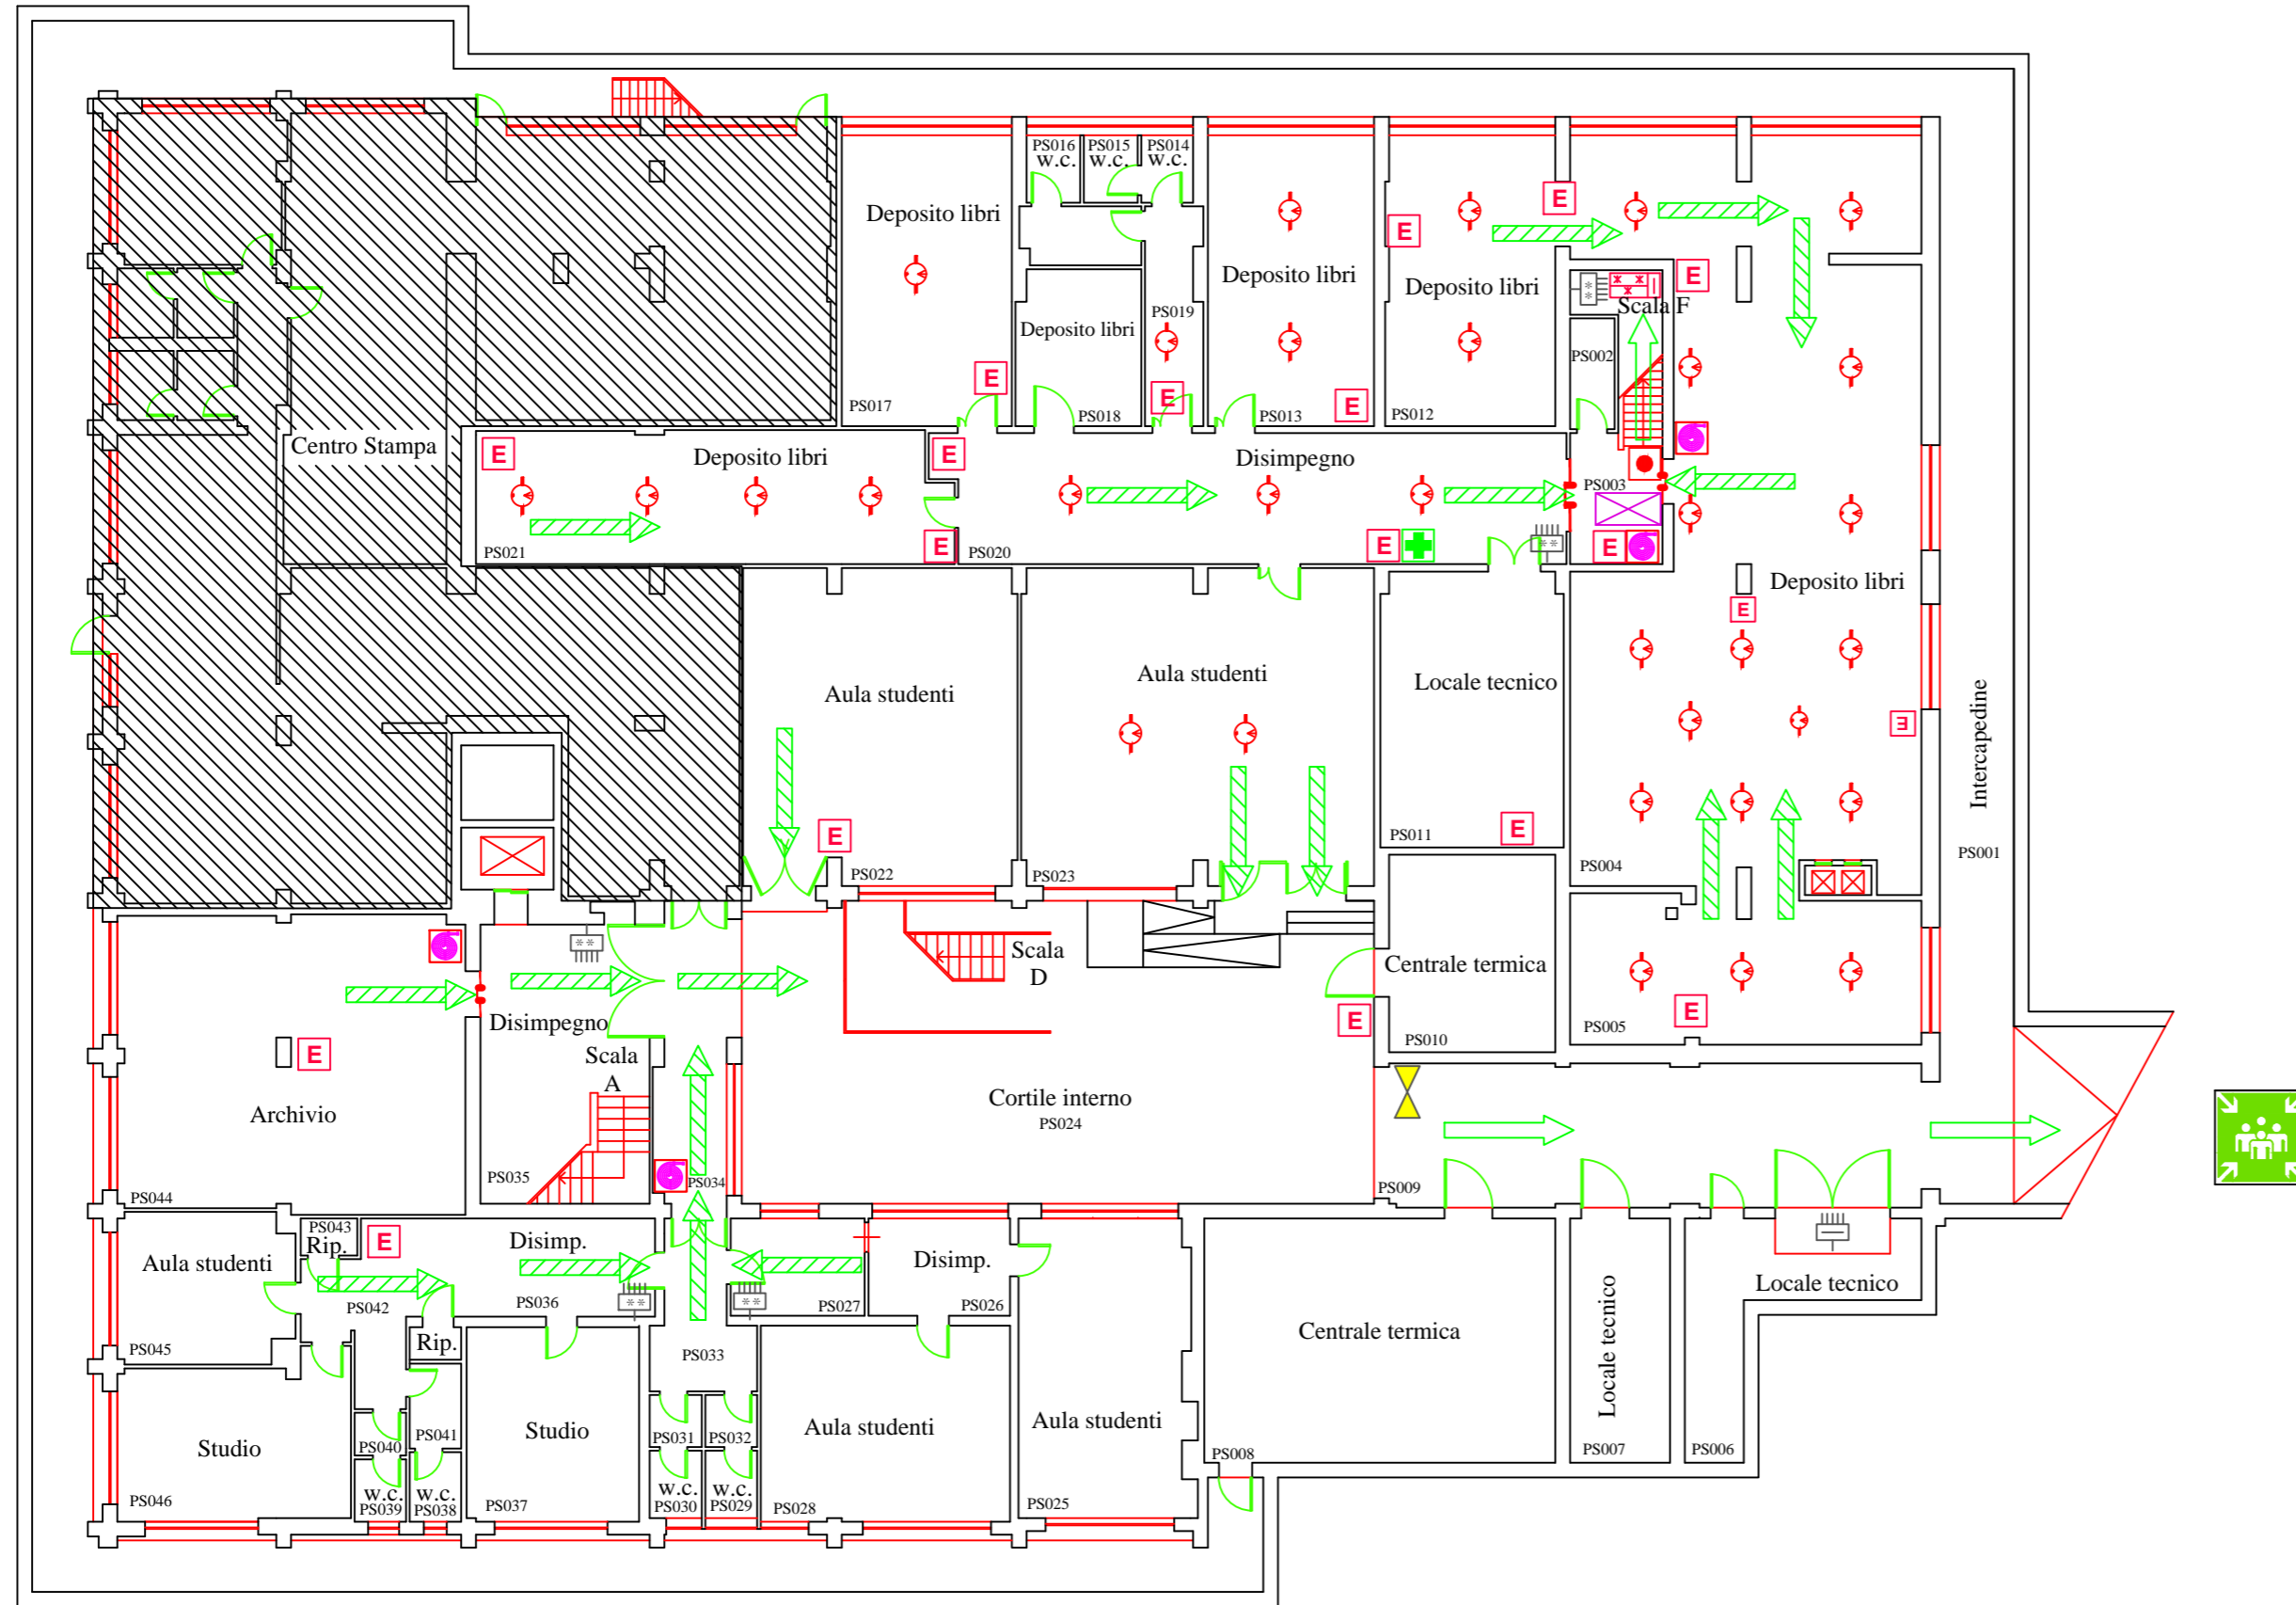 PS016
w.c.
PS015
w.c.
PS014
w.c.
Deposito libri
E
E
E
Deposito libri
Deposito libri
Scala F
PS019
Deposito libri
PS002
E
E
E
PS017
PS018
PS013
PS012
Centro Stampa
E
Deposito libri
E
Disimpegno
PS003
PS021
E
PS020
E
E
Deposito libri
E
Aula studenti
Aula studenti
Locale tecnico
E
Intercapedine
E
E
PS011
PS022
PS023
PS004
PS001
**
Scala
D
Centrale termica
Disimpegno
E
E
PS005
PS010
E
Scala
A
Archivio
Cortile interno
PS024
PS035
PS034
PS044
PS009
PS043
Rip.
E
Disimp.
Disimp.
Aula studenti
**
**
PS042
PS036
PS027
PS026
Locale tecnico
Rip.
PS045
PS033
Centrale termica
Locale tecnico
Studio
PS040
PS041
Studio
PS031
PS032
Aula studenti
Aula studenti
PS008
PS007
PS006
w.c.
PS039
w.c.
PS038
w.c.
PS030
w.c.
PS029
PS046
PS037
PS028
PS025